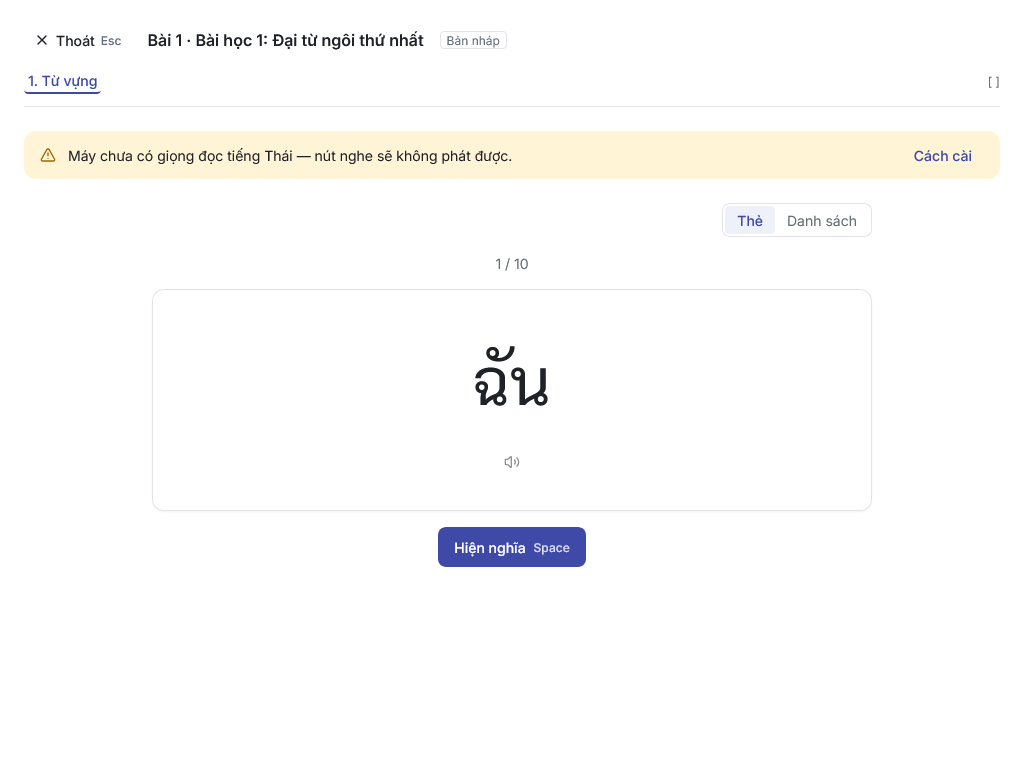 Thoát Esc Bài 1 · Bài học 1: Đại từ ngôi thứ nhất Bản nháp
1. Từ vựng [ ]
Máy chưa có giọng đọc tiếng Thái — nút nghe sẽ không phát được. Cách cài
Thẻ Danh sách
1 / 10
ฉัน
Hiện nghĩa Space